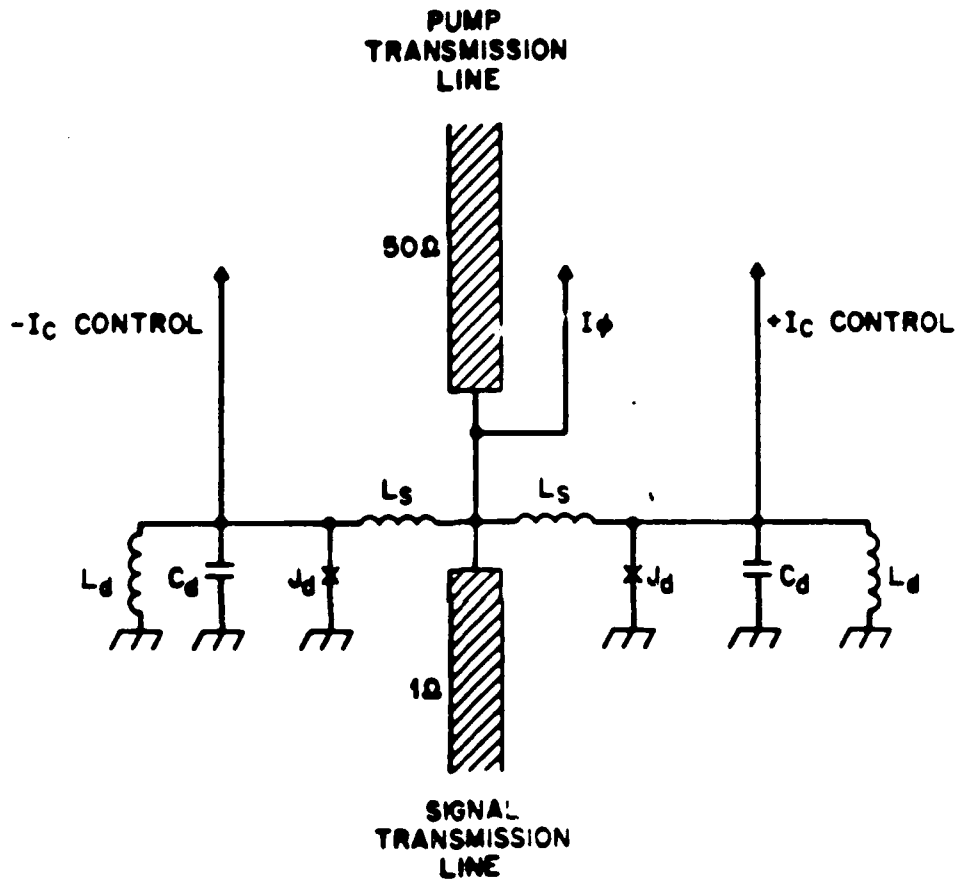 PUMP
TRANSMISSION
LINE
50Ω
-Ic CONTROL
Iϕ
+Ic CONTROL
Ls
Ls
Ld
Cd
Jd
Jd
Cd
Ld
1Ω
SIGNAL
TRANSMISSION
LINE